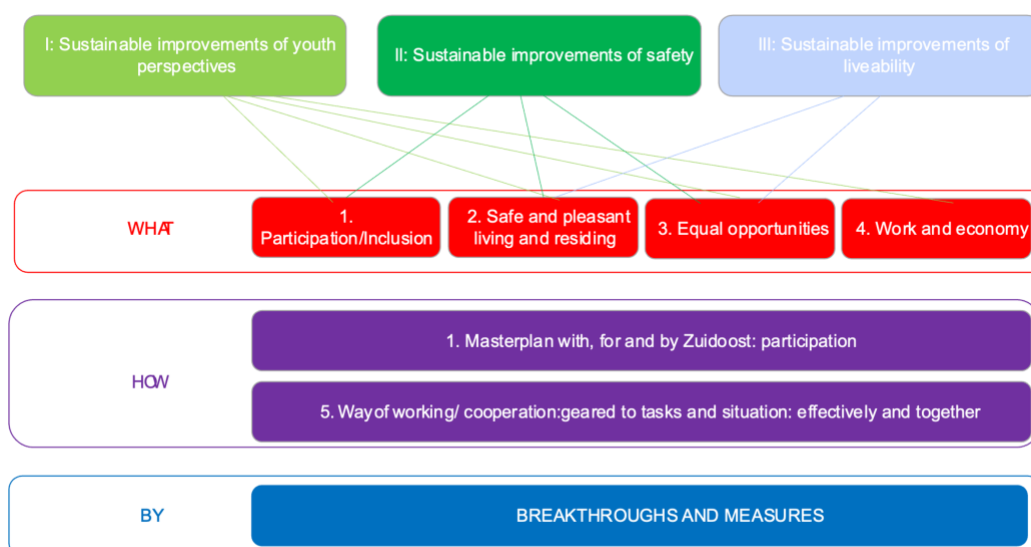 I: Sustainable improvements of youth
perspectives
II: Sustainable improvements of safety
III: Sustainable improvements of
liveability
WHAT
1.
Participation/Inclusion
2. Safe and pleasant
living and residing
3. Equal opportunities
4. Work and economy
HOW
1. Masterplan with, for and by Zuidoost: participation
5. Way of working/ cooperation:geared to tasks and situation: effectively and together
BY
BREAKTHROUGHS AND MEASURES